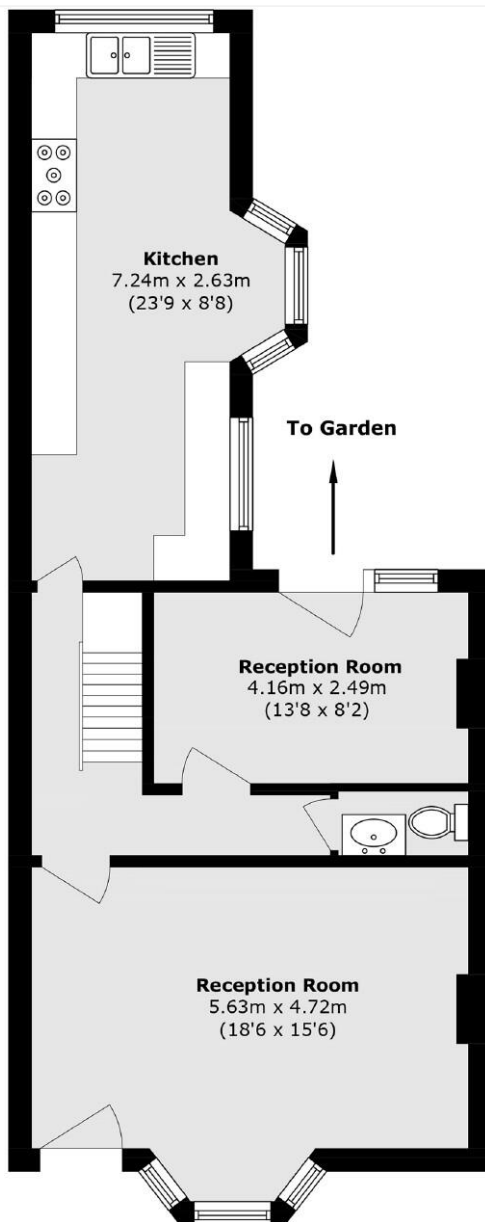 Kitchen
7.24m x 2.63m
(23'9 x 8'8)
To Garden
Reception Room
4.16m x 2.49m
(13'8 x 8'2)
Reception Room
5.63m x 4.72m
(18'6 x 15'6)